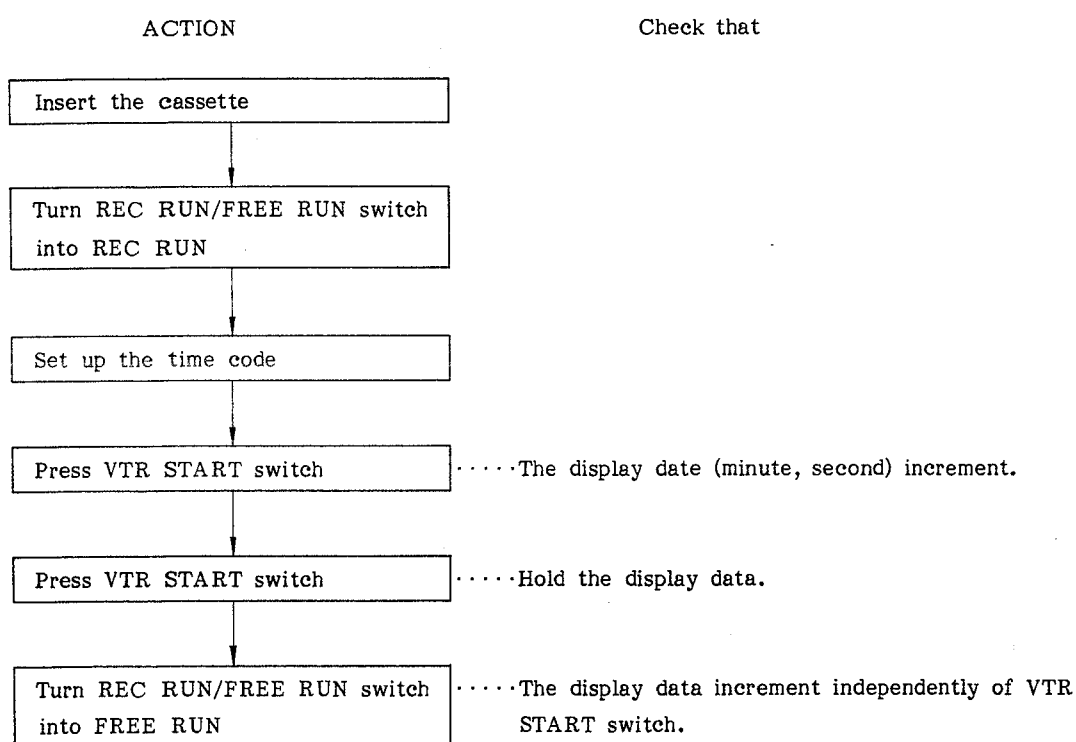 ACTION Check that
Insert the cassette
Turn REC RUN/FREE RUN switch
into REC RUN
Set up the time code
Press VTR START switch ·····The display date (minute, second) increment.
Press VTR START switch ·····Hold the display data.
Turn REC RUN/FREE RUN switch ·····The display data increment independently of VTR
into FREE RUN START switch.